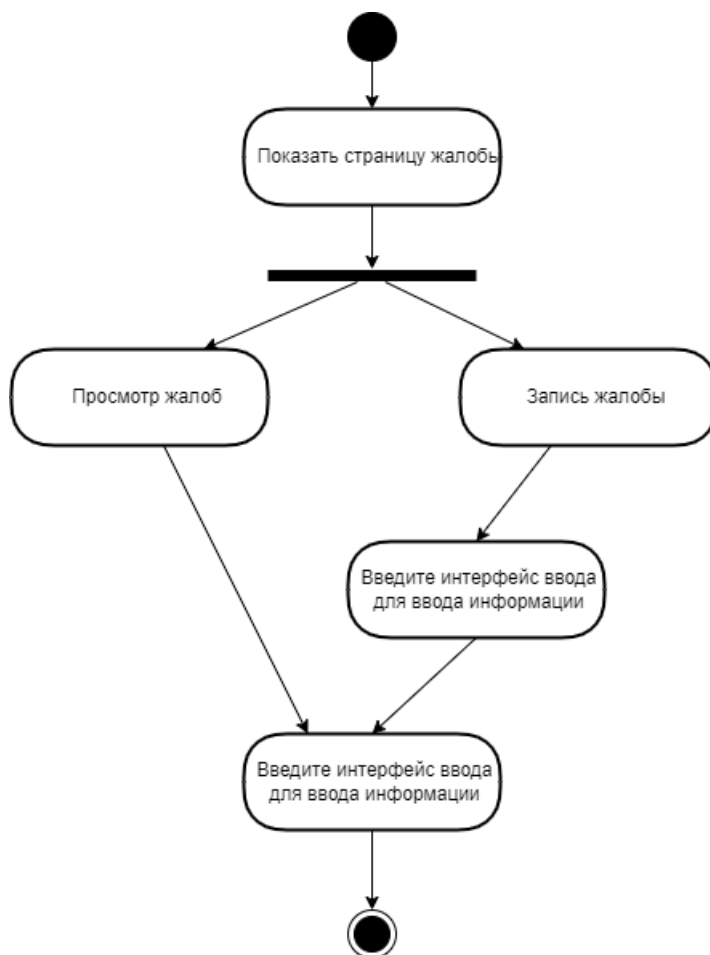 Показать страницу жалобы
Просмотр жалоб
Запись жалобы
Введите интерфейс ввода
для ввода информации
Введите интерфейс ввода
для ввода информации